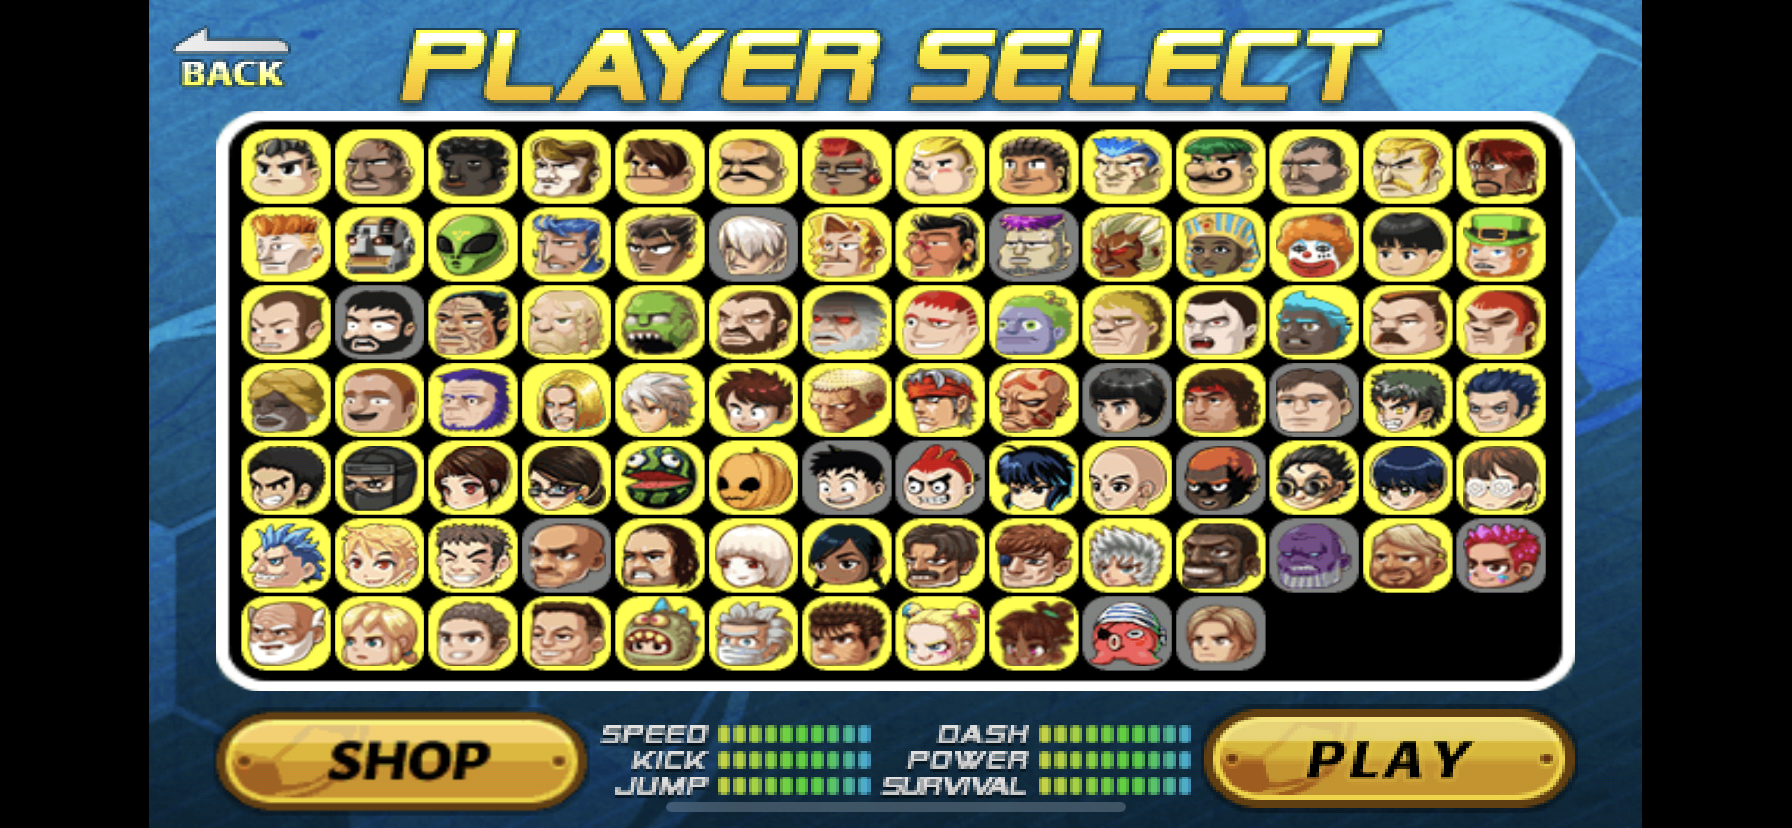 BACK
PLAYER SELECT
SPEED
KICK
JUMP
DASH
POWER
SURVIVAL
SHOP
PLAY